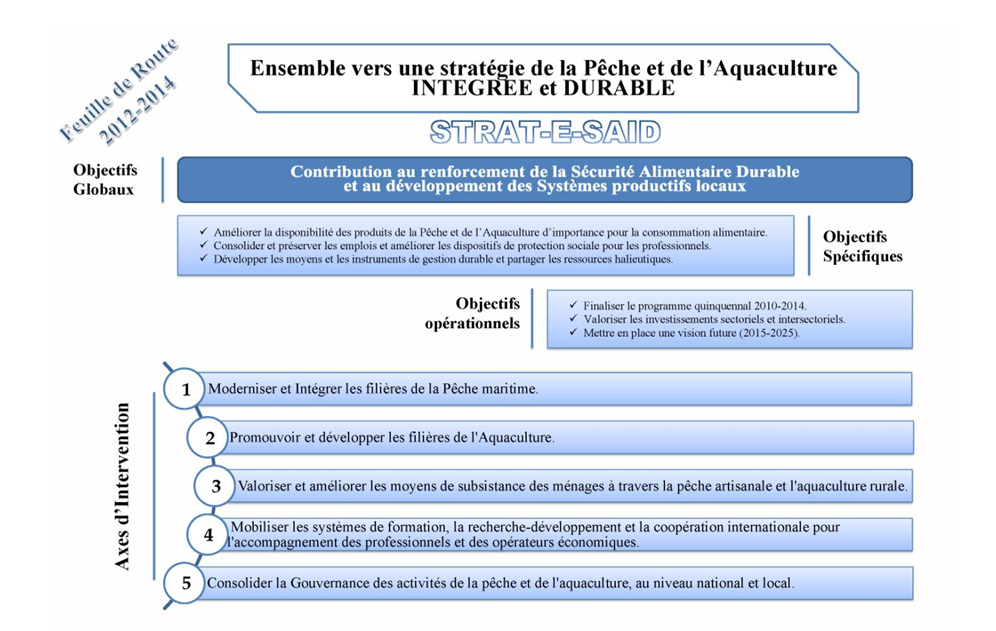 Feuille de Route
2012-2014
Ensemble vers une stratégie de la Pêche et de l’Aquaculture
INTEGREE et DURABLE
STRAT-E-SAID
Objectifs
Globaux
Contribution au renforcement de la Sécurité Alimentaire Durable
et au développement des Systèmes productifs locaux
✓ Améliorer la disponibilité des produits de la Pêche et de l’Aquaculture d’importance pour la consommation alimentaire.
✓ Consolider et préserver les emplois et améliorer les dispositifs de protection sociale pour les professionnels.
✓ Développer les moyens et les instruments de gestion durable et partager les ressources halieutiques.
Objectifs
Spécifiques
Objectifs
opérationnels
✓ Finaliser le programme quinquennal 2010-2014.
✓ Valoriser les investissements sectoriels et intersectoriels.
✓ Mettre en place une vision future (2015-2025).
Axes d’Intervention
1 Moderniser et Intégrer les filières de la Pêche maritime.
2 Promouvoir et développer les filières de l'Aquaculture.
3 Valoriser et améliorer les moyens de subsistance des ménages à travers la pêche artisanale et l'aquaculture rurale.
4 Mobiliser les systèmes de formation, la recherche-développement et la coopération internationale pour
l'accompagnement des professionnels et des opérateurs économiques.
5 Consolider la Gouvernance des activités de la pêche et de l'aquaculture, au niveau national et local.